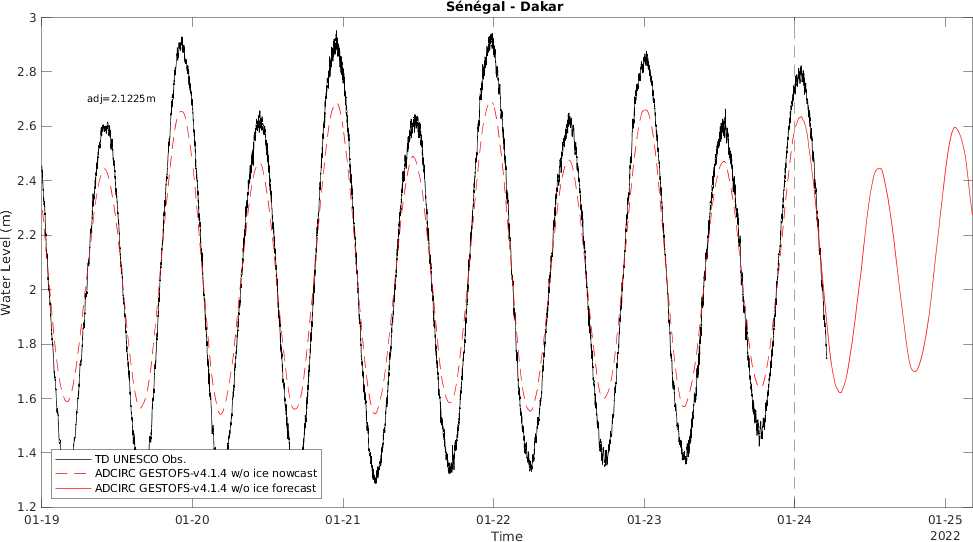 Sénégal - Dakar
3
2.8
2.6
2.4
2.2
2
1.8
1.6
1.4
1.2
Water Level (m)
adj=2.1225m
TD UNESCO Obs.
ADCIRC GESTOFS-v4.1.4 w/o ice nowcast
ADCIRC GESTOFS-v4.1.4 w/o ice forecast
01-19 01-20 01-21 01-22 01-23 01-24 01-25
Time 2022